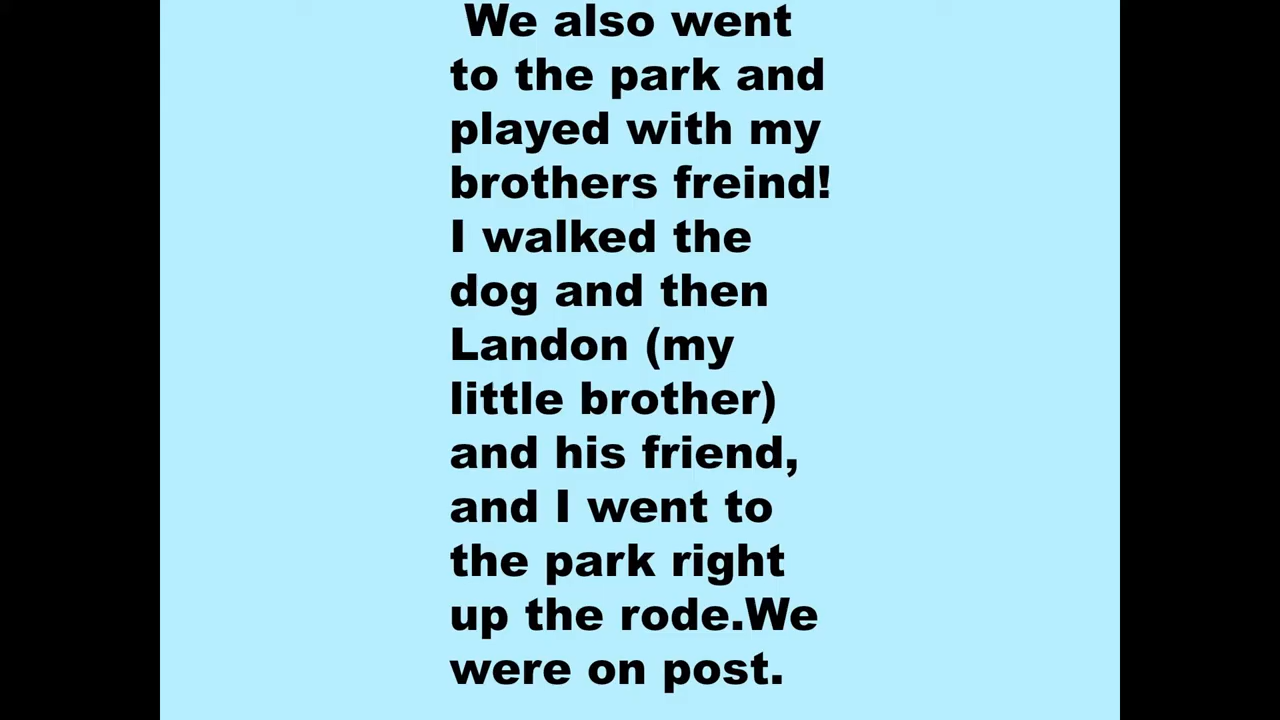 We also went
to the park and
played with my
brothers freind!
I walked the
dog and then
Landon (my
little brother)
and his friend,
and I went to
the park right
up the rode.We
were on post.